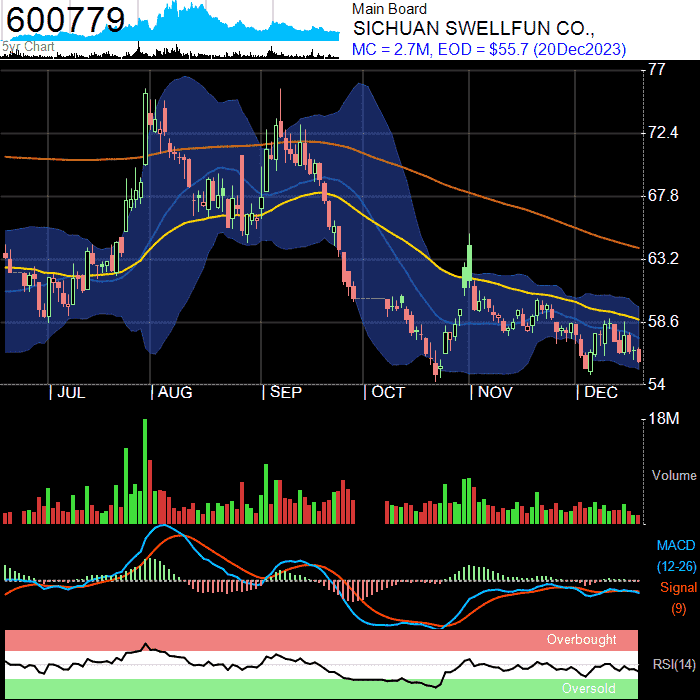 600779
5yr Chart
Main Board
SICHUAN SWELLFUN CO.,
MC = 2.7M, EOD = $55.7 (20Dec2023)
77
72.4
67.8
63.2
58.6
54
| JUL | AUG | SEP | OCT | NOV | DEC
18M
Volume
MACD
(12-26)
Signal
(9)
Overbought
RSI(14)
Oversold